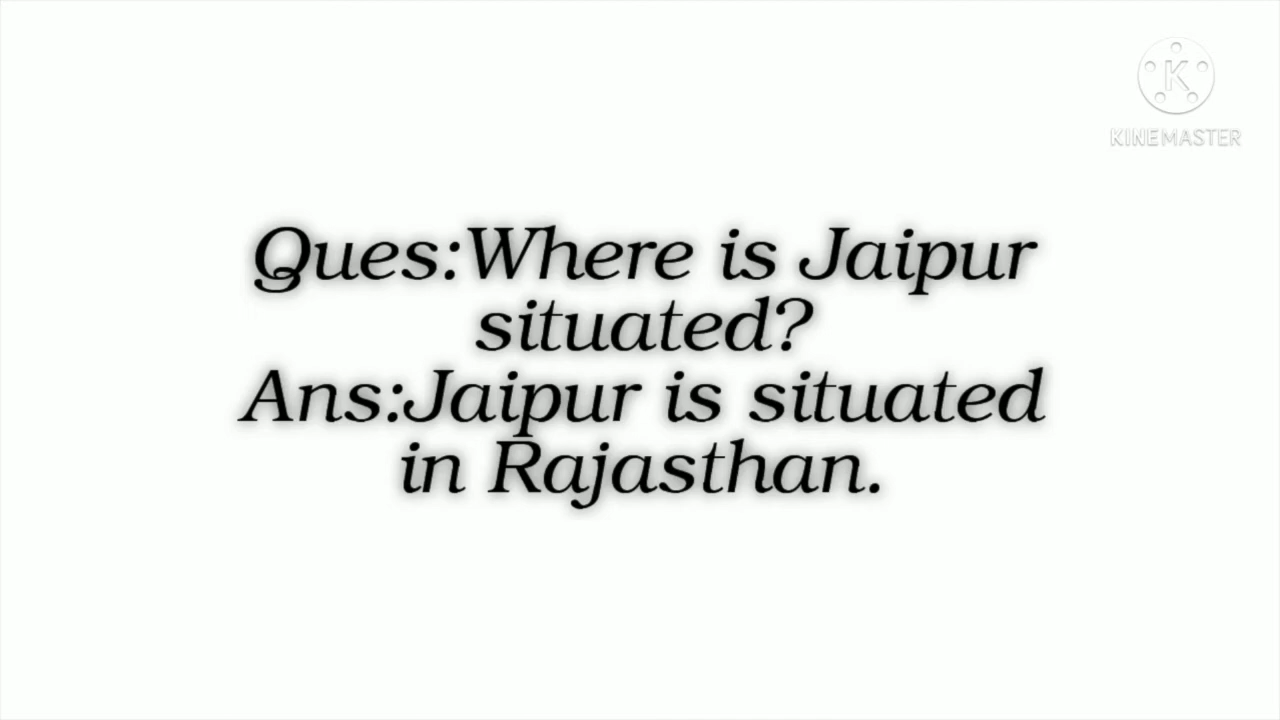 K
KINEMASTER
Ques:Where is Jaipur
situated?
Ans:Jaipur is situated
in Rajasthan.